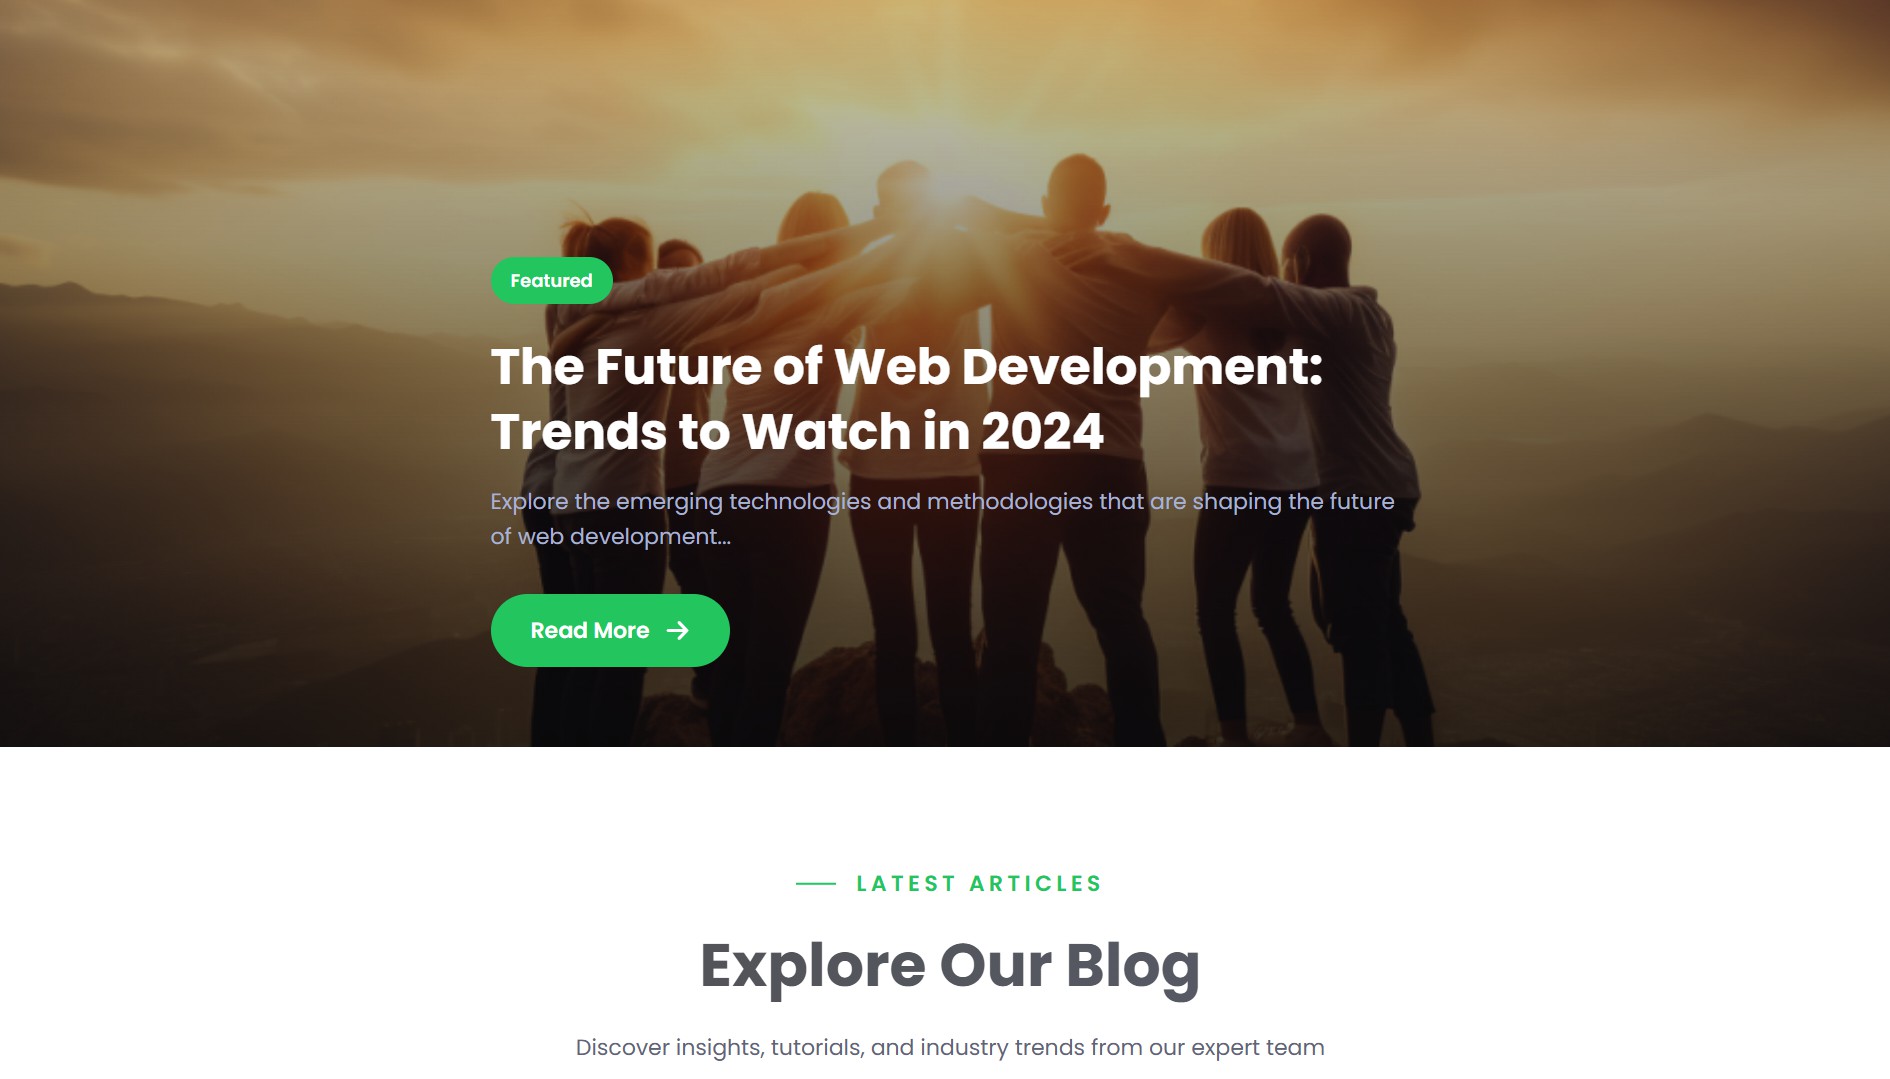 Featured
The Future of Web Development:
Trends to Watch in 2024
Explore the emerging technologies and methodologies that are shaping the future
of web development...
Read More
LATEST ARTICLES
Explore Our Blog
Discover insights, tutorials, and industry trends from our expert team